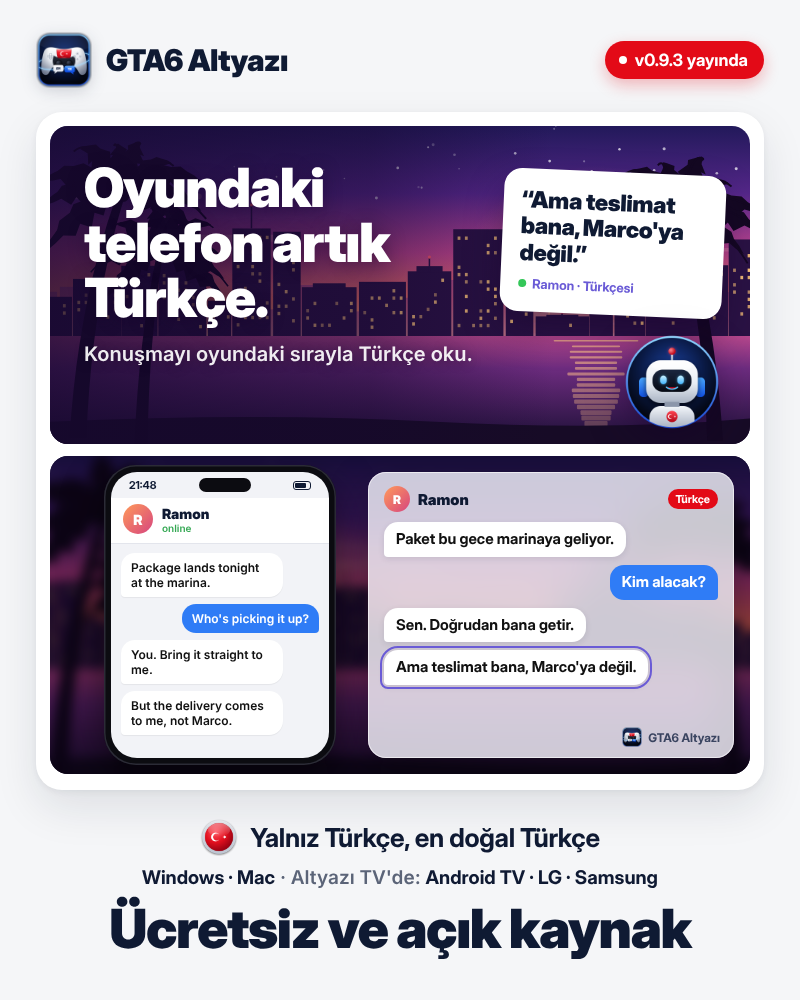 GTA6 Altyazı
v0.9.3 yayında
Oyundaki
telefon artık
Türkçe.
Konuşmayı oyundaki sırayla Türkçe oku.
“Ama teslimat
bana, Marco'ya
değil.”
Ramon · Türkçesi
21:48
R
Ramon
online
Package lands tonight
at the marina.
Who's picking it up?
You. Bring it straight to
me.
But the delivery comes
to me, not Marco.
R
Ramon
Türkçe
Paket bu gece marinaya geliyor.
Kim alacak?
Sen. Doğrudan bana getir.
Ama teslimat bana, Marco'ya değil.
GTA6 Altyazı
Yalnız Türkçe, en doğal Türkçe
Windows · Mac · Altyazı TV'de: Android TV · LG · Samsung
Ücretsiz ve açık kaynak